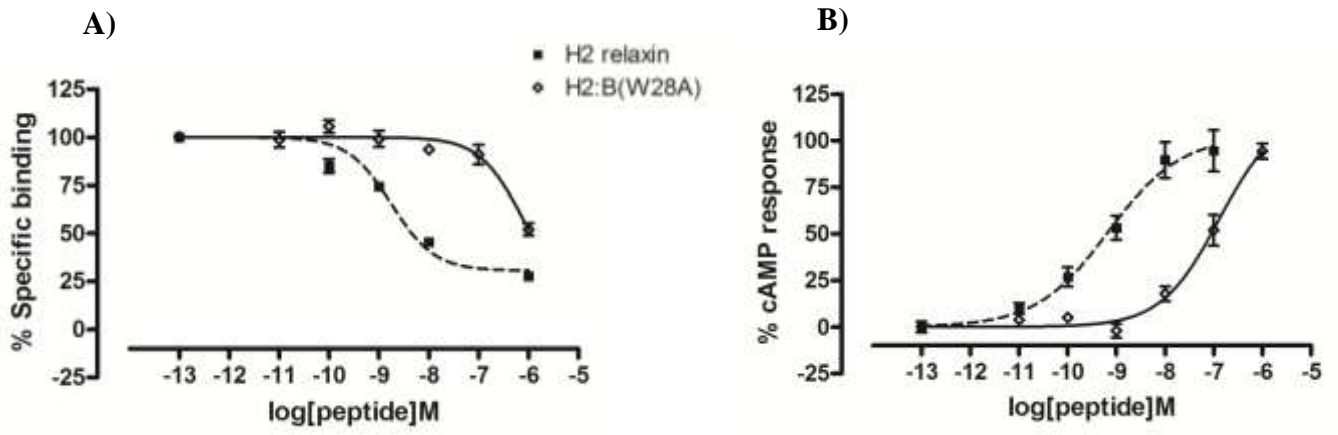 A)
H2 relaxin
H2:B(W28A)
% Specific binding
125
100
75
50
25
0
-25
-13 -12 -11 -10 -9 -8 -7 -6 -5
log[peptide]M
B)
% cAMP response
125
100
75
50
25
0
-25
-13 -12 -11 -10 -9 -8 -7 -6 -5
log[peptide]M